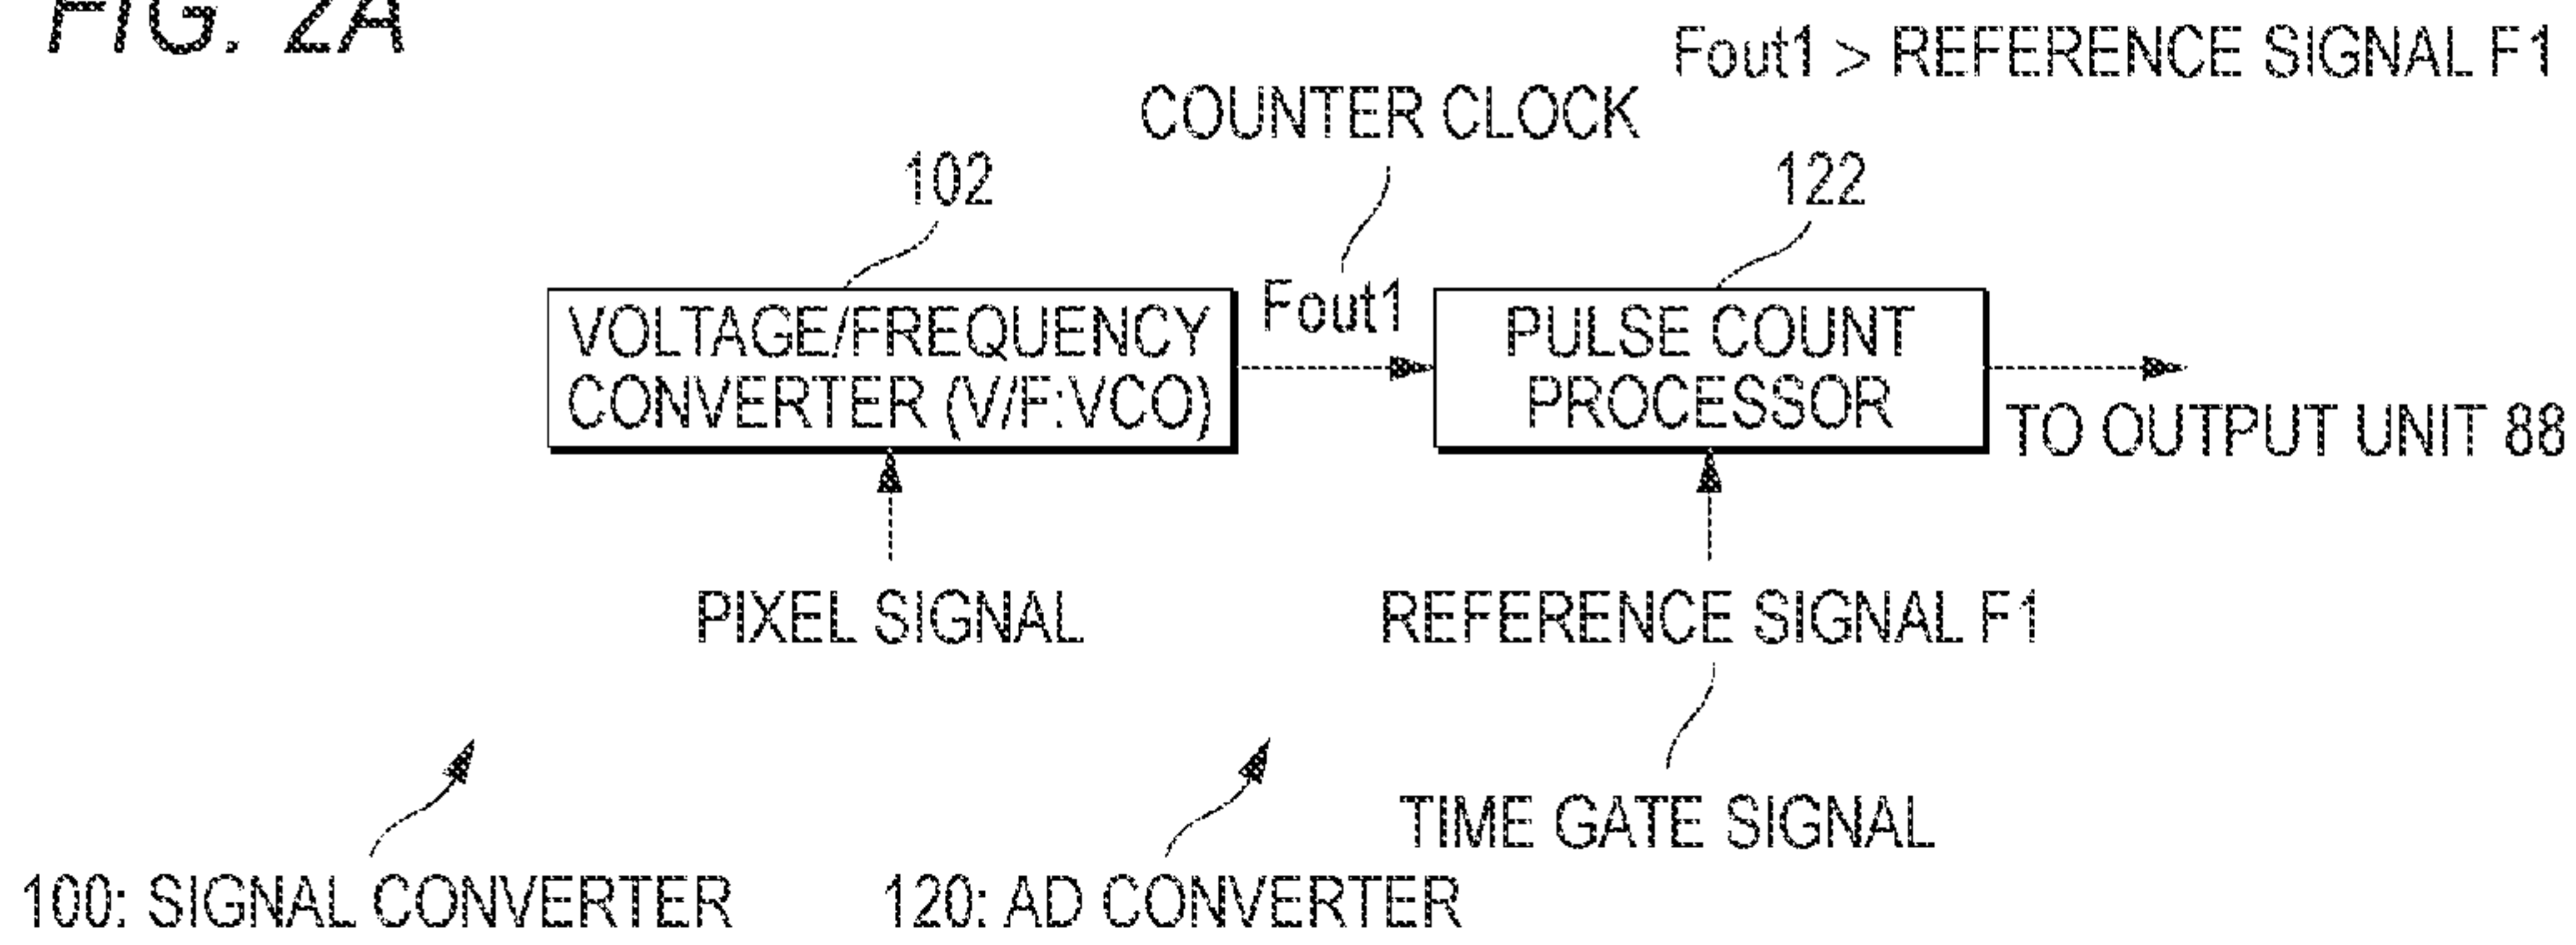 FIG. 2A
Fout1 > REFERENCE SIGNAL F1
COUNTER CLOCK
102
122
VOLTAGE/FREQUENCY
CONVERTER (V/F:VCO)
Fout1
PULSE COUNT
PROCESSOR
TO OUTPUT UNIT 88
PIXEL SIGNAL
REFERENCE SIGNAL F1
TIME GATE SIGNAL
100: SIGNAL CONVERTER
120: AD CONVERTER